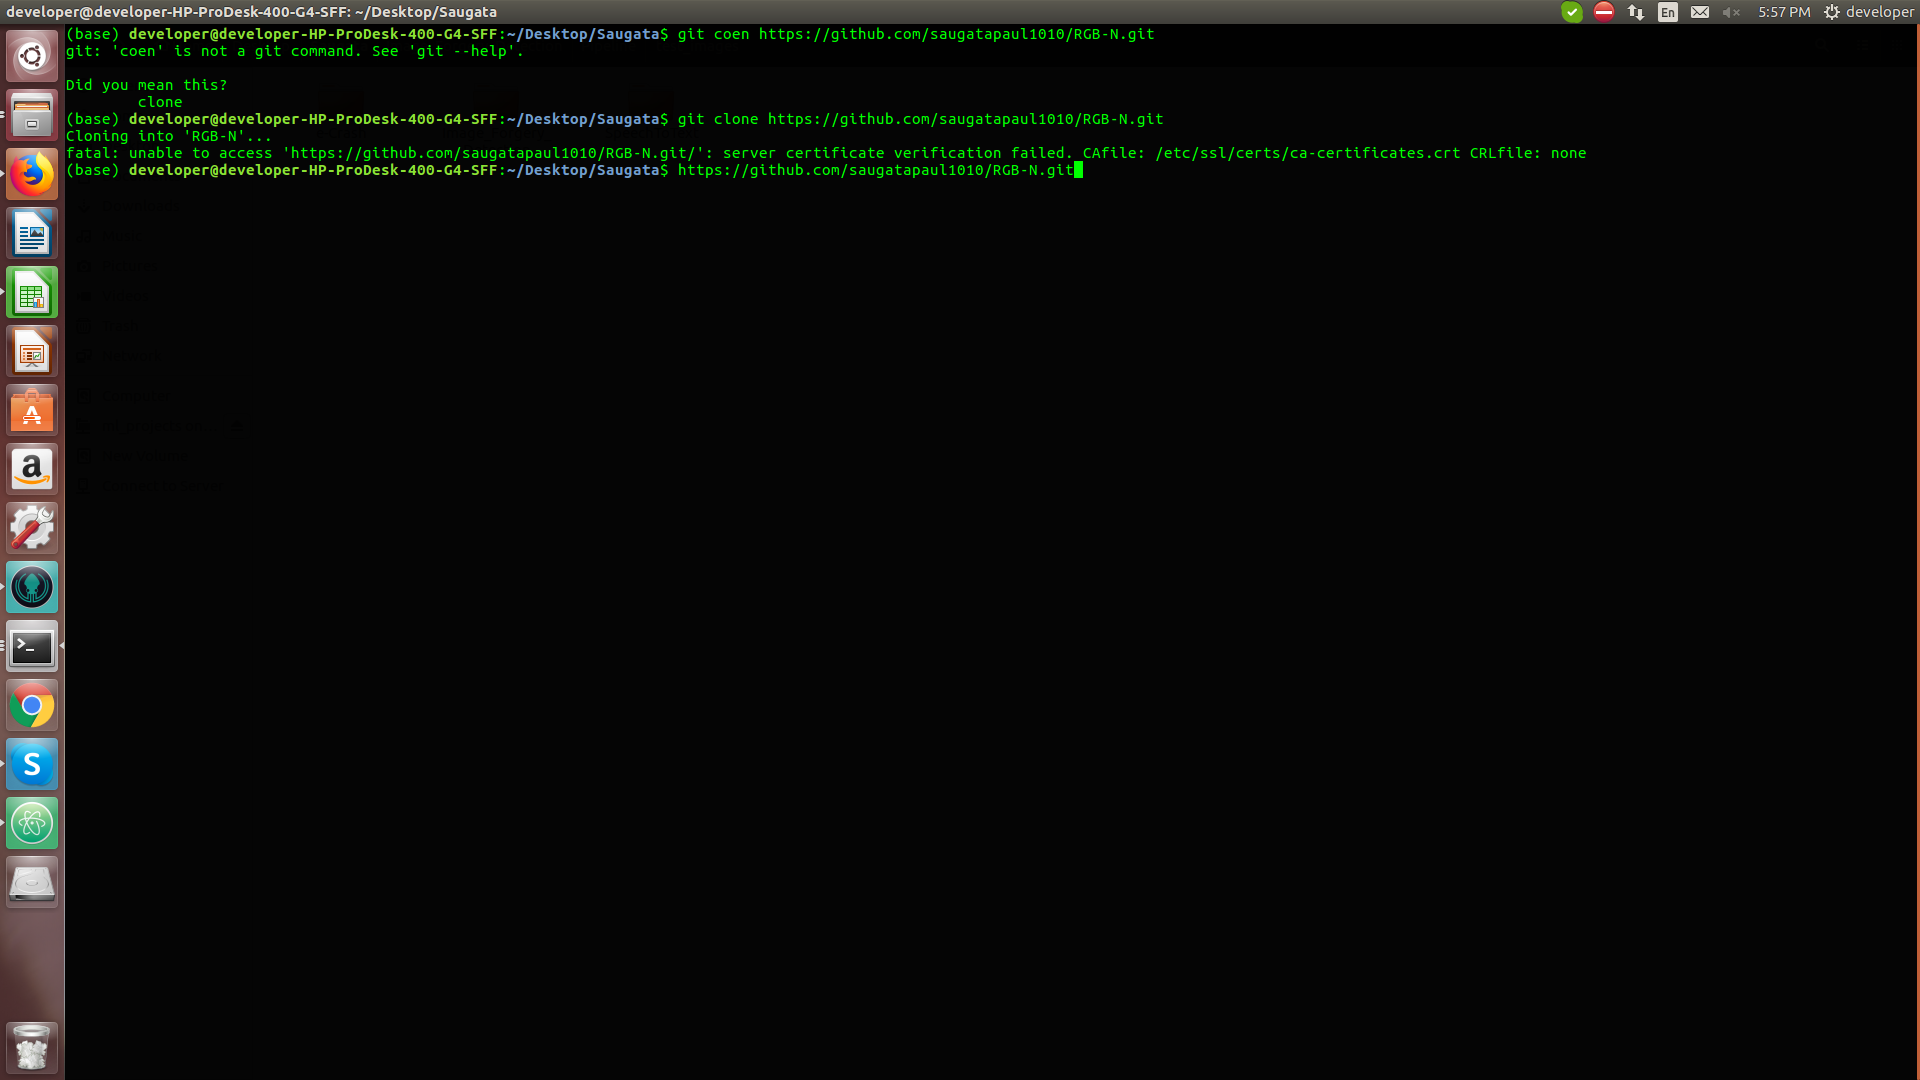 developer@developer-HP-ProDesk-400-G4-SFF: ~/Desktop/Saugata
En
5:57 PM
developer
(base) developer@developer-HP-ProDesk-400-G4-SFF:~/Desktop/Saugata$ git coen https://github.com/saugatapaul1010/RGB-N.git
git: 'coen' is not a git command. See 'git --help'.
Did you mean this?
clone
(base) developer@developer-HP-ProDesk-400-G4-SFF:~/Desktop/Saugata$ git clone https://github.com/saugatapaul1010/RGB-N.git
Cloning into 'RGB-N'...
fatal: unable to access 'https://github.com/saugatapaul1010/RGB-N.git/': server certificate verification failed. CAfile: /etc/ssl/certs/ca-certificates.crt CRLfile: none
(base) developer@developer-HP-ProDesk-400-G4-SFF:~/Desktop/Saugata$ https://github.com/saugatapaul1010/RGB-N.git